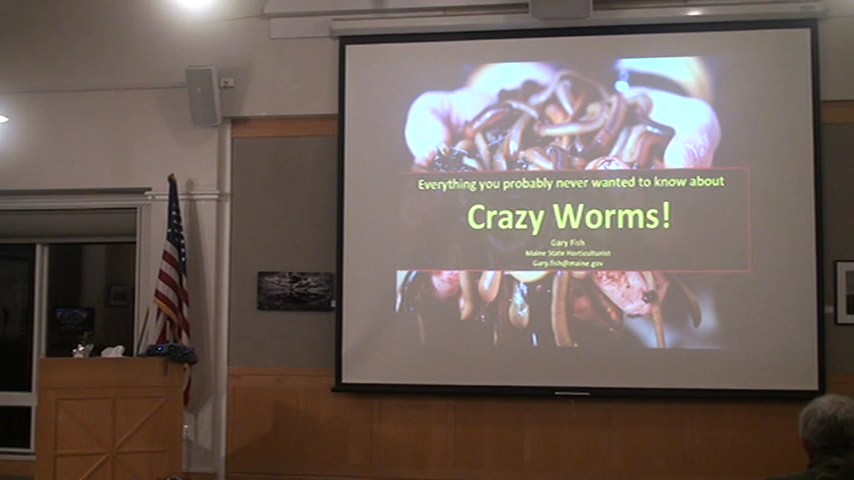 Everything you probably never wanted to know about
Crazy Worms!
Gary Fish
Maine State Horticulturist
Gary.fish@maine.gov